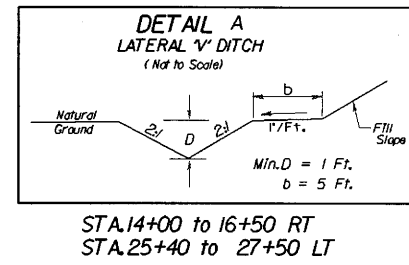 DETAIL A
LATERAL 'V' DITCH
( Not to Scale)
b
Natural
Ground
2:1
D
2:1
1"/Ft.
Fill
Slope
Min. D = 1 Ft.
b = 5 Ft.
STA. 14+00 to 16+50 RT
STA. 25+40 to 27+50 LT